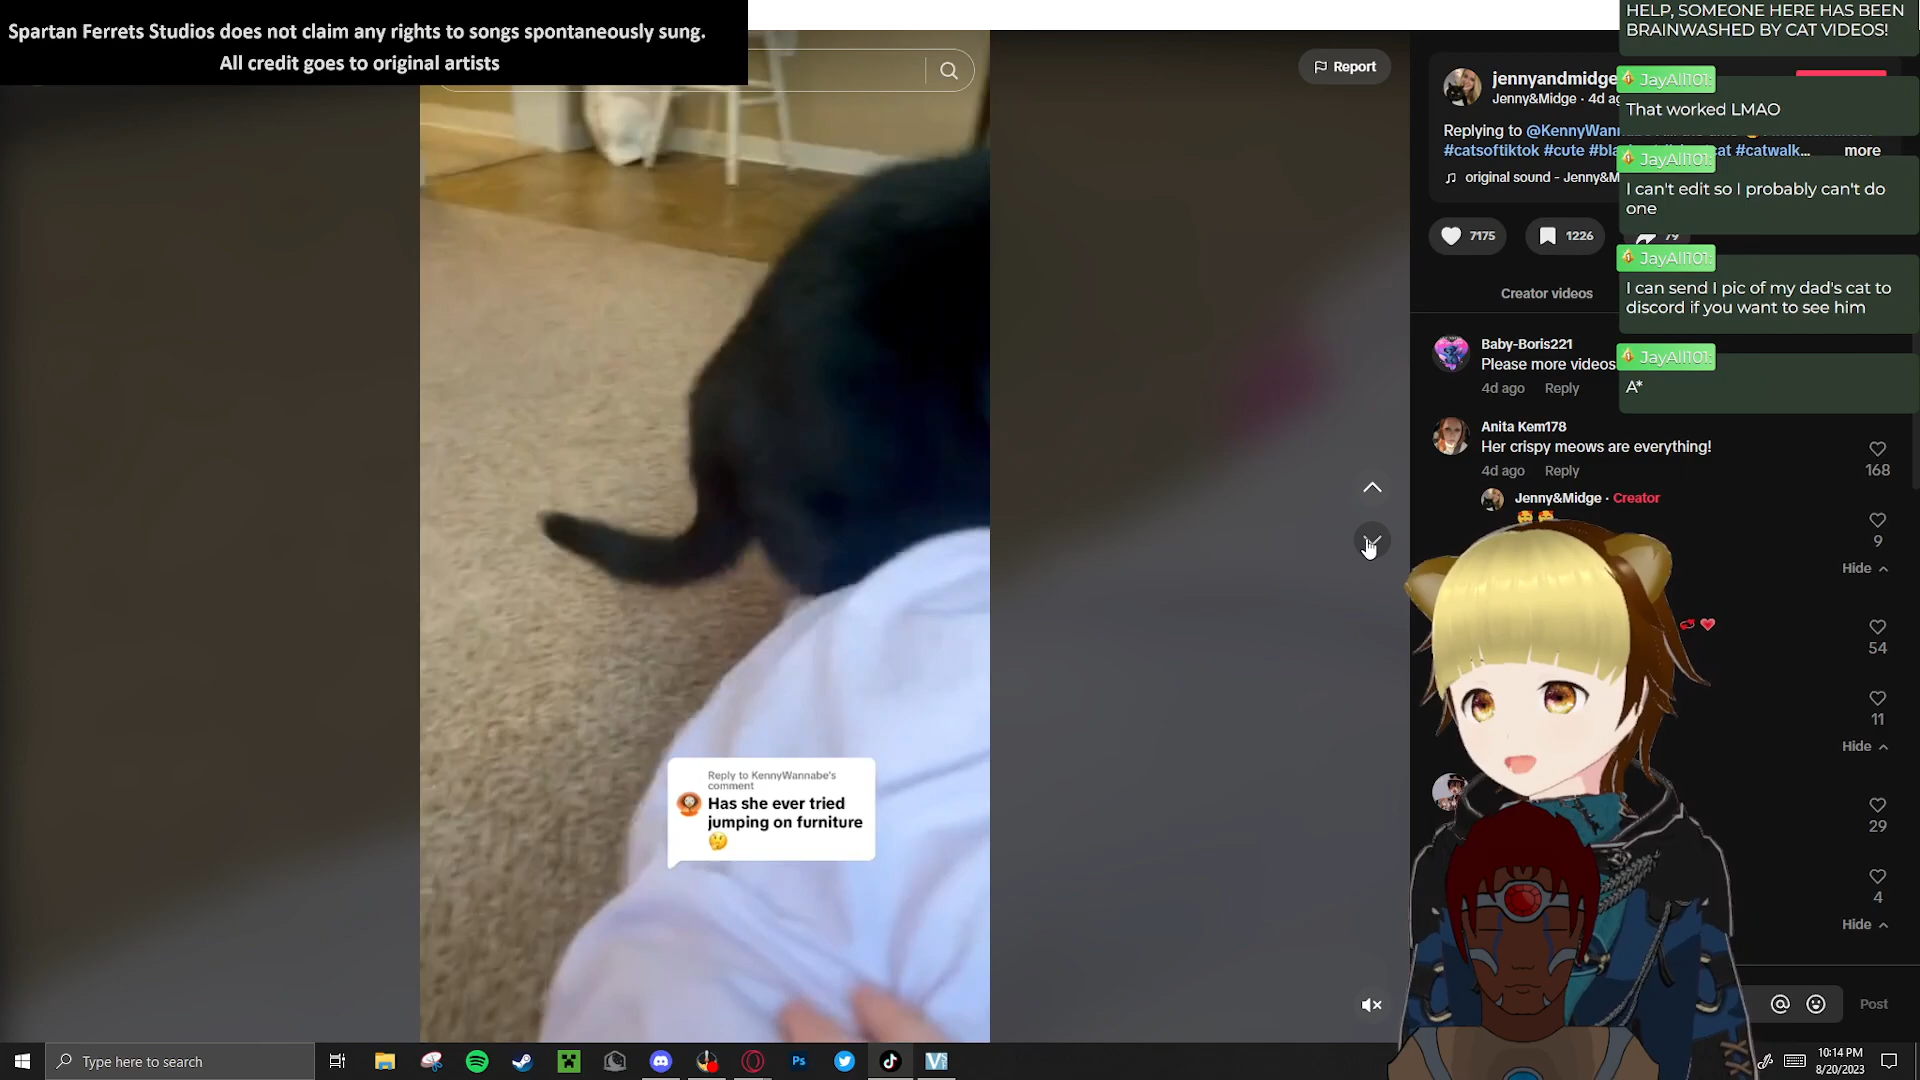 Spartan Ferrets Studios does not claim any rights to songs spontaneously sung.
All credit goes to original artists
Report
HELP, SOMEONE HERE HAS BEEN
BRAINWASHED BY CAT VIDEOS!
JayAll101:
That worked LMAO
JayAll101:
I can't edit so I probably can't do
one
JayAll101:
I can send I pic of my dad's cat to
discord if you want to see him
JayAll101:
A*
jennyandmidge
Jenny&Midge · 4d
Replying to
#catsoftiktok #cute #catwalk... more
original sound - Jenny&M
7175
1226
79
Creator videos
Baby-Boris221
Please more videos
4d ago Reply
Anita Kem178
Her crispy meows are everything!
4d ago Reply
168
Jenny&Midge · Creator
9
Hide
54
11
Hide
29
4
Hide
Reply to KennyWannabe's
comment
Has she ever tried
jumping on furniture
🤔
Post
Type here to search
Ps
10:14 PM
8/20/2023